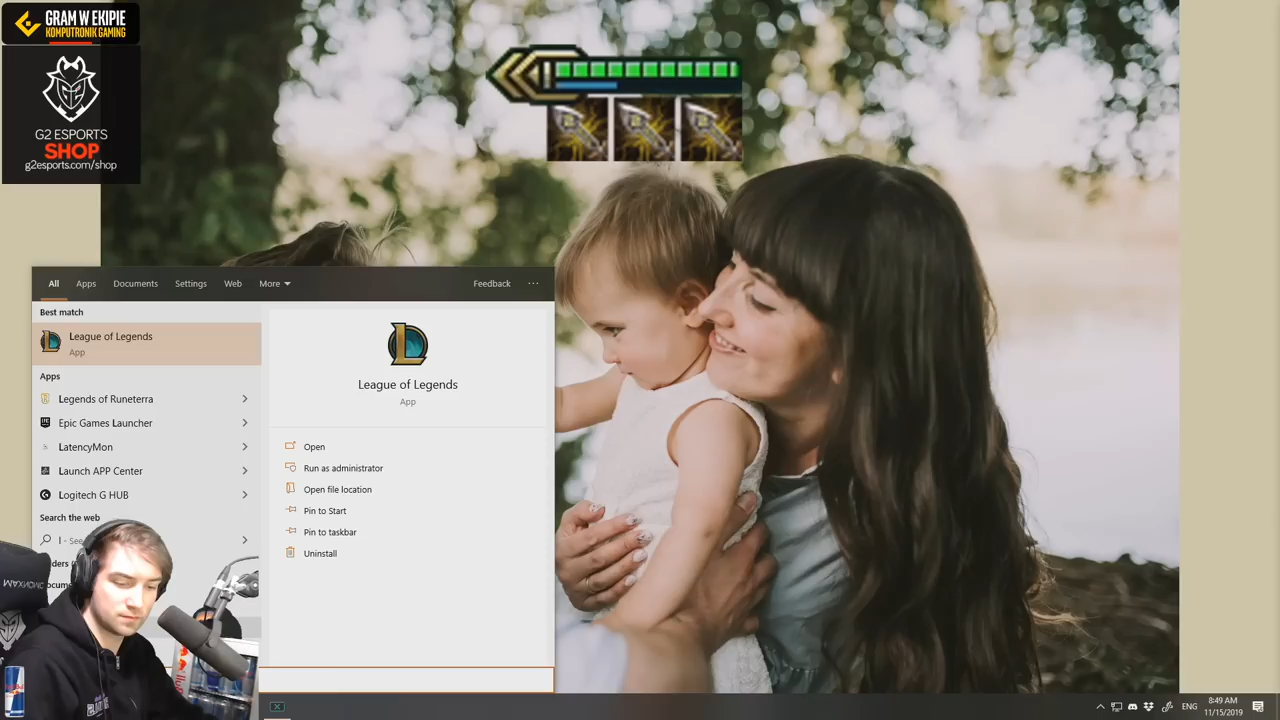 GRAM W EKIPIE
KOMPUTRONIK GAMING
G2 ESPORTS
SHOP
g2esports.com/shop
All Apps Documents Settings Web More Feedback ...
Best match
League of Legends
App
Apps
Legends of Runeterra
Epic Games Launcher
LatencyMon
Launch APP Center
Logitech G HUB
Search the web
l - See
League of Legends
App
Open
Run as administrator
Open file location
Pin to Start
Pin to taskbar
Uninstall
ENG
8:49 AM
11/15/2019